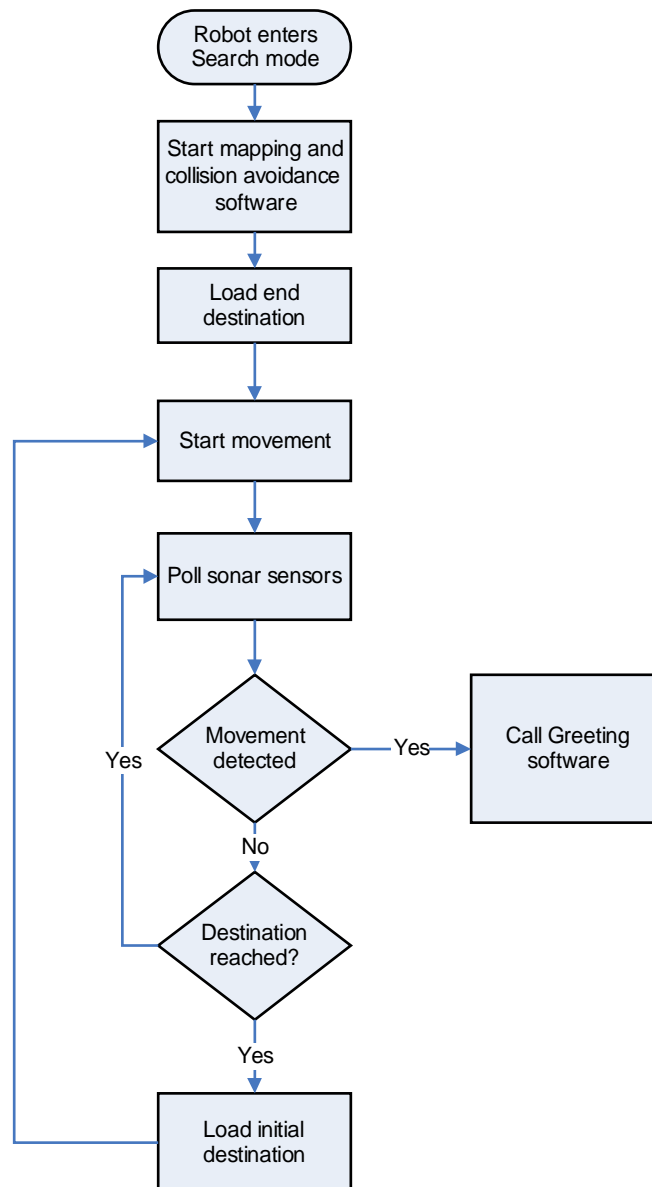 Robot enters
Search mode
Start mapping and
collision avoidance
software
Load end
destination
Start movement
Poll sonar sensors
Movement
detected
Yes
Call Greeting
software
Yes
No
Destination
reached?
Yes
Load initial
destination